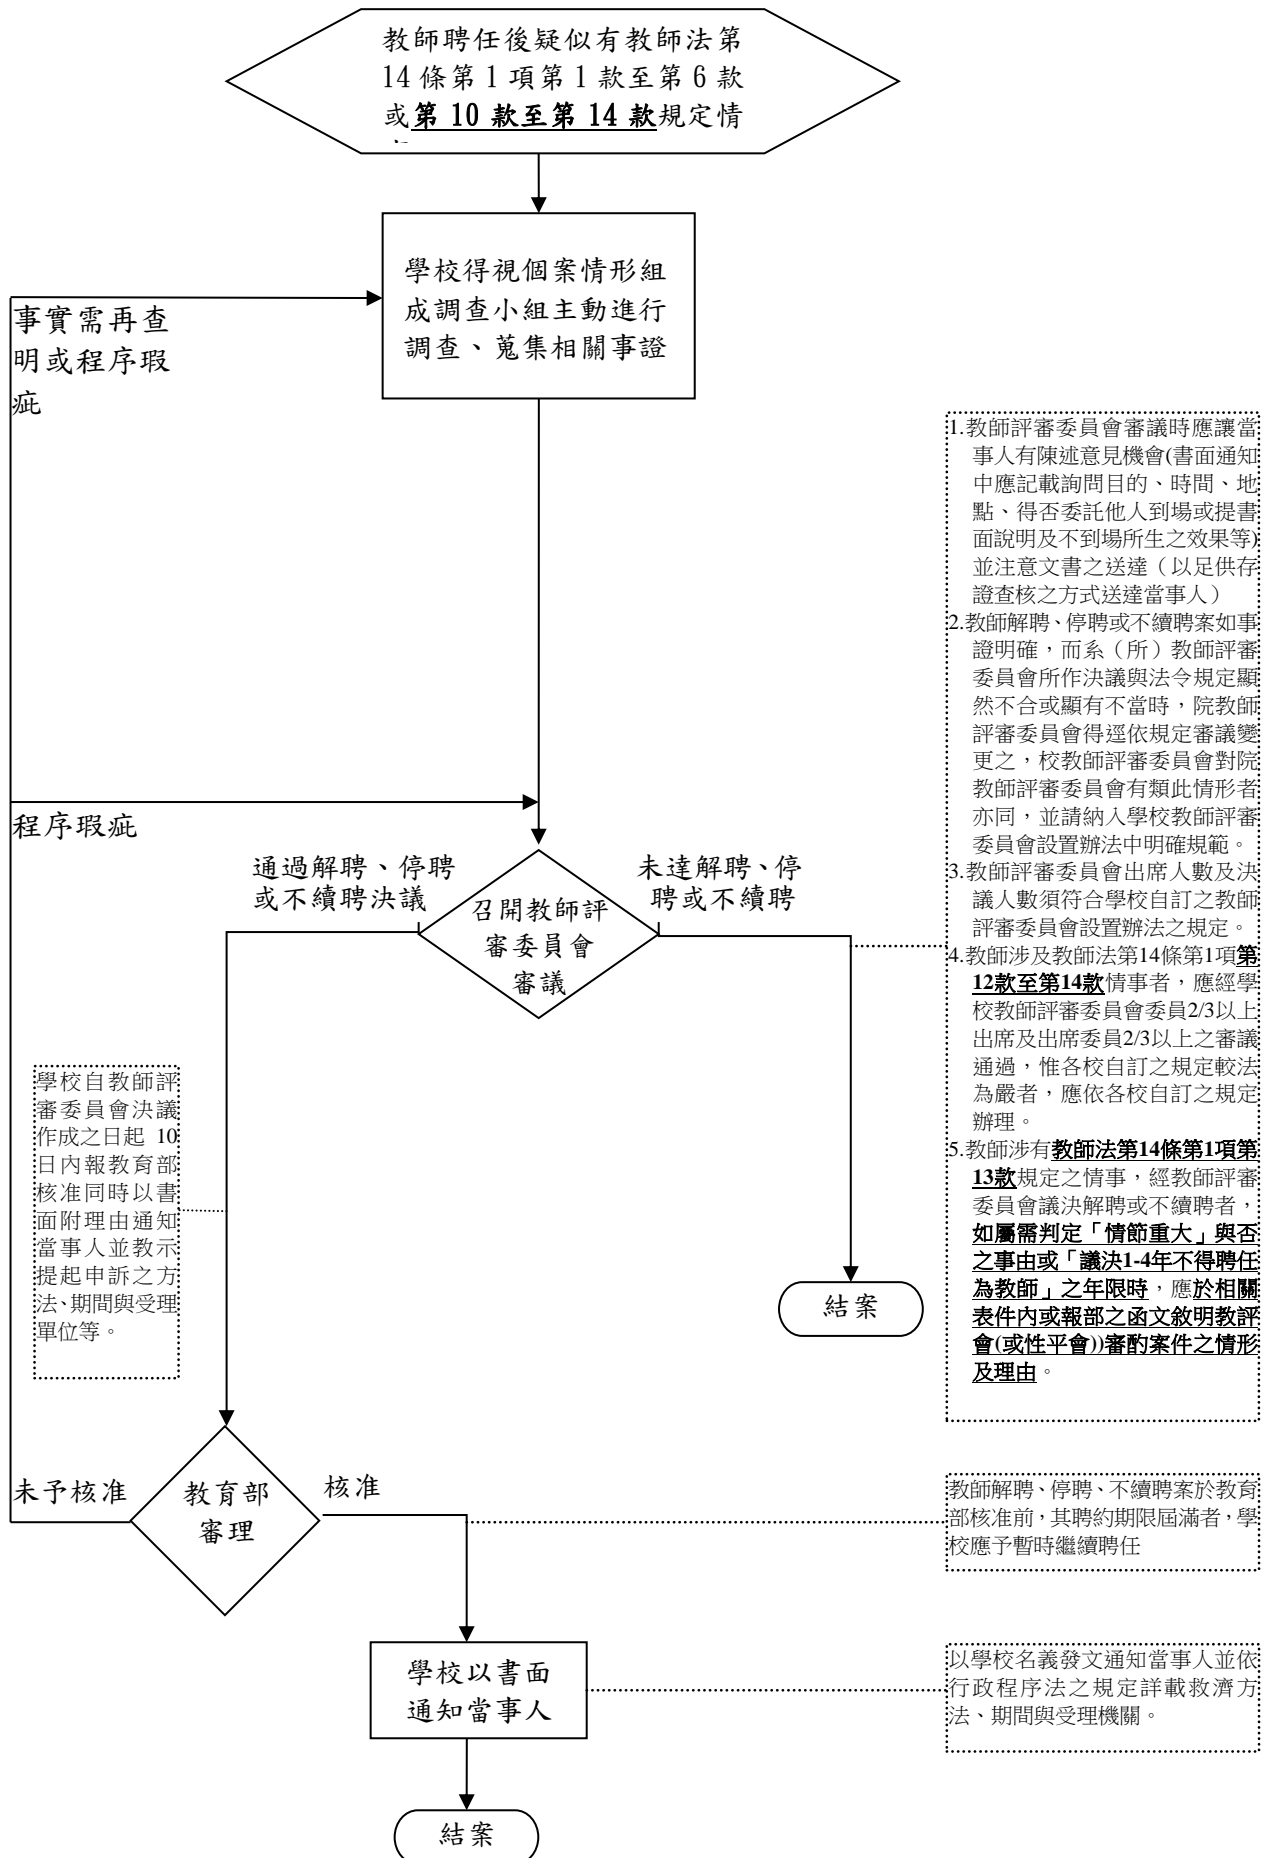 教師聘任後疑似有教師法第
14 條第 1 項第 1 款至第 6 款
或第 10 款至第 14 款規定情
學校得視個案情形組
成調查小組主動進行
調查、蒐集相關事證
事實需再查
明或程序瑕
疵
1.教師評審委員會審議時應讓當
事人有陳述意見機會(書面通知
中應記載詢問目的、時間、地
點、得否委託他人到場或提書
面說明及不到場所生之效果等)
並注意文書之送達（以足供存
證查核之方式送達當事人）
2.教師解聘、停聘或不續聘案如事
證明確，而系（所）教師評審
委員會所作決議與法令規定顯
然不合或顯有不當時，院教師
評審委員會得逕依規定審議變
更之，校教師評審委員會對院
教師評審委員會有類此情形者
亦同，並請納入學校教師評審
委員會設置辦法中明確規範。
3.教師評審委員會出席人數及決
議人數須符合學校自訂之教師
評審委員會設置辦法之規定。
4.教師涉及教師法第14條第1項第
12款至第14款情事者，應經學
校教師評審委員會委員2/3以上
出席及出席委員2/3以上之審議
通過，惟各校自訂之規定較法
為嚴者，應依各校自訂之規定
辦理。
5.教師涉有教師法第14條第1項第
13款規定之情事，經教師評審
委員會議決解聘或不續聘者，
如屬需判定「情節重大」與否
之事由或「議決1-4年不得聘任
為教師」之年限時，應於相關
表件內或報部之函文敘明教評
會(或性平會))審酌案件之情形
及理由。
程序瑕疵
通過解聘、停聘
或不續聘決議
未達解聘、停
聘或不續聘
召開教師評
審委員會
審議
學校自教師評
審委員會決議
作成之日起 10
日內報教育部
核准同時以書
面附理由通知
當事人並教示
提起申訴之方
法、期間與受理
單位等。
結案
未予核准
教育部
審理
核准
教師解聘、停聘、不續聘案於教育
部核准前，其聘約期限屆滿者，學
校應予暫時繼續聘任
學校以書面
通知當事人
以學校名義發文通知當事人並依
行政程序法之規定詳載救濟方
法、期間與受理機關。
結案